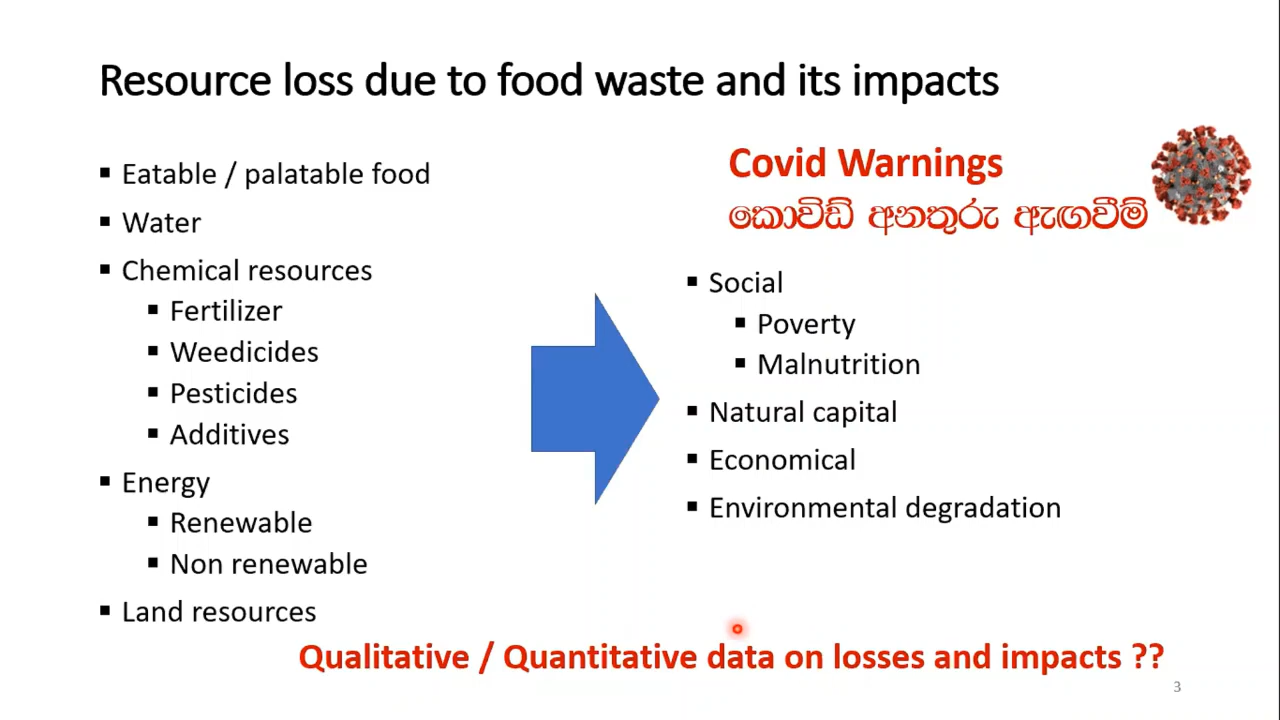 Resource loss due to food waste and its impacts
Eatable / palatable food
Water
Chemical resources
Fertilizer
Weedicides
Pesticides
Additives
Energy
Renewable
Non renewable
Land resources
Covid Warnings
කොවිඩ් අනතුරු ඇඟවීම්
Social
Poverty
Malnutrition
Natural capital
Economical
Environmental degradation
Qualitative / Quantitative data on losses and impacts ??
3